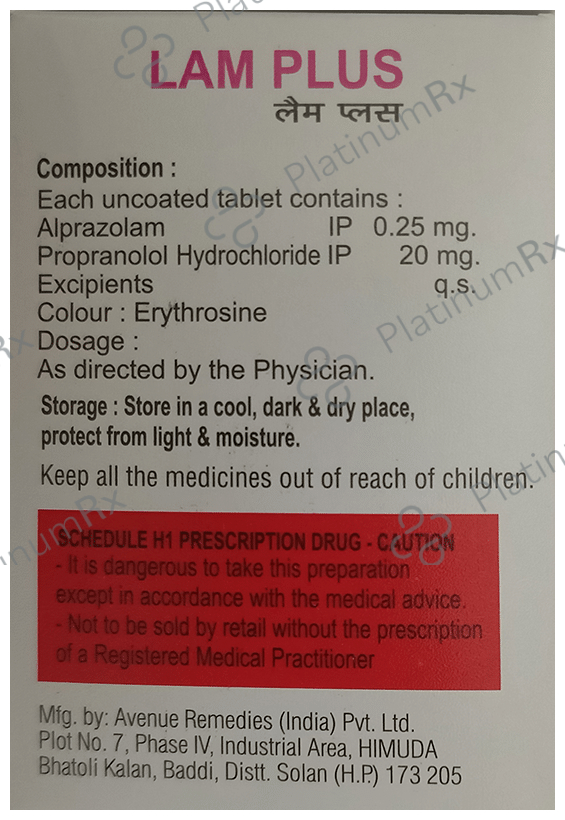 LAM PLUS
लैम प्लस
Composition :
Each uncoated tablet contains :
Alprazolam IP 0.25 mg.
Propranolol Hydrochloride IP 20 mg.
Excipients q.s.
Colour : Erythrosine
Dosage :
As directed by the Physician.
Storage : Store in a cool, dark & dry place,
protect from light & moisture.
Keep all the medicines out of reach of children.
SCHEDULE H1 PRESCRIPTION DRUG - CAUTION
- It is dangerous to take this preparation
except in accordance with the medical advice.
- Not to be sold by retail without the prescription
of a Registered Medical Practitioner
Mfg. by: Avenue Remedies (India) Pvt. Ltd.
Plot No. 7, Phase IV, Industrial Area, HIMUDA
Bhatoli Kalan, Baddi, Distt. Solan (H.P.) 173 205
PlatinumRx
PlatinumRx
PlatinumRx